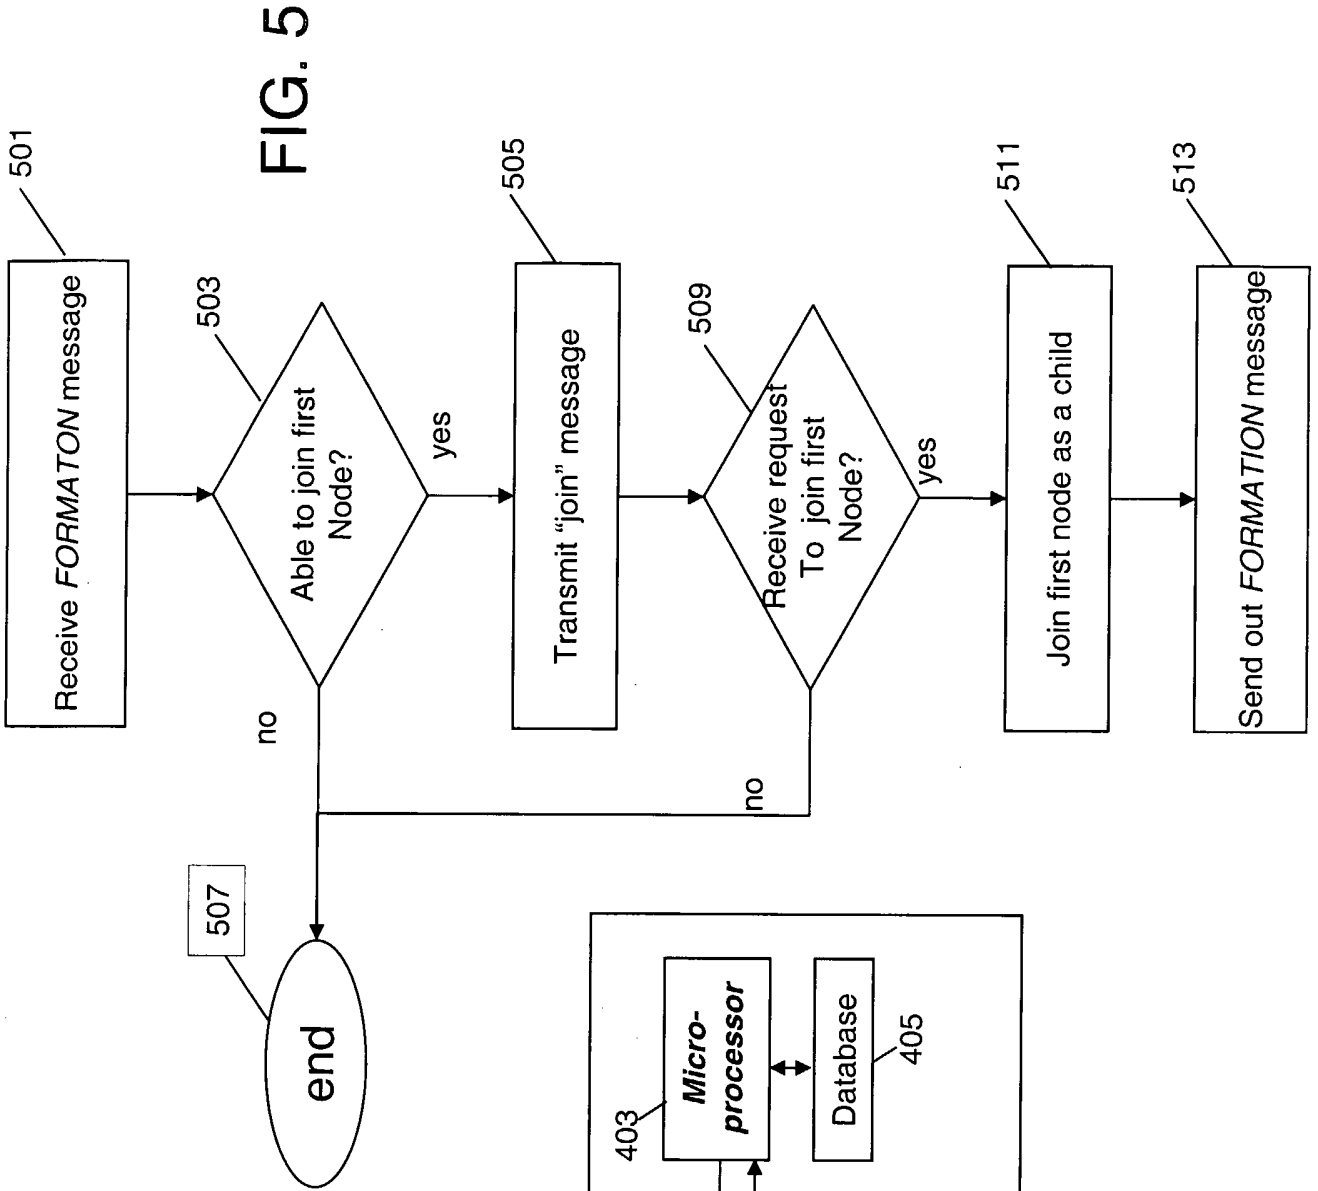 FIG. 5
501
Receive FORMATON message
503
Able to join first
Node?
no
yes
507
end
505
Transmit “join” message
509
Receive request
To join first
Node?
no
yes
511
Join first node as a child
513
Send out FORMATION message
403
Micro-
processor
Database
405